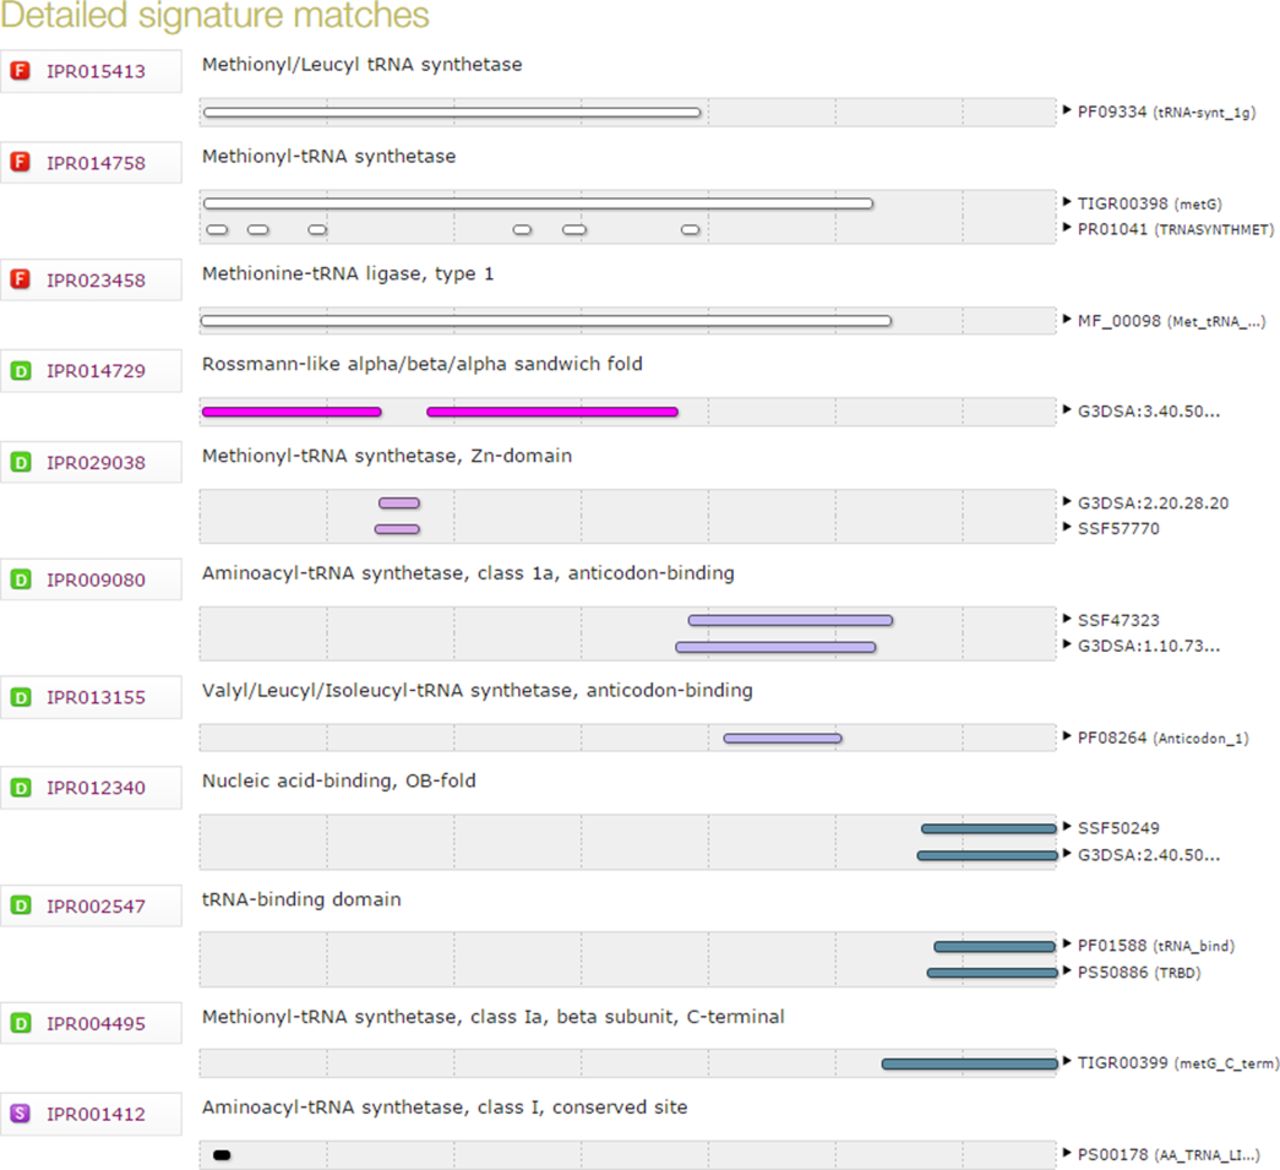 Detailed signature matches
F IPR015413 Methionyl/Leucyl tRNA synthetase
PF09334 (tRNA-synt_1g)
F IPR014758 Methionyl-tRNA synthetase
TIGR00398 (metG)
PR01041 (TRNASYNTHMET)
F IPR023458 Methionine-tRNA ligase, type 1
MF_00098 (Met_tRNA_...)
D IPR014729 Rossmann-like alpha/beta/alpha sandwich fold
G3DSA:3.40.50...
D IPR029038 Methionyl-tRNA synthetase, Zn-domain
G3DSA:2.20.28.20
SSF57770
D IPR009080 Aminoacyl-tRNA synthetase, class 1a, anticodon-binding
SSF47323
G3DSA:1.10.73...
D IPR013155 Valyl/Leucyl/Isoleucyl-tRNA synthetase, anticodon-binding
PF08264 (Anticodon_1)
D IPR012340 Nucleic acid-binding, OB-fold
SSF50249
G3DSA:2.40.50...
D IPR002547 tRNA-binding domain
PF01588 (tRNA_bind)
PS50886 (TRBD)
D IPR004495 Methionyl-tRNA synthetase, class Ia, beta subunit, C-terminal
TIGR00399 (metG_C_term)
S IPR001412 Aminoacyl-tRNA synthetase, class I, conserved site
PS00178 (AA_TRNA_LI...)